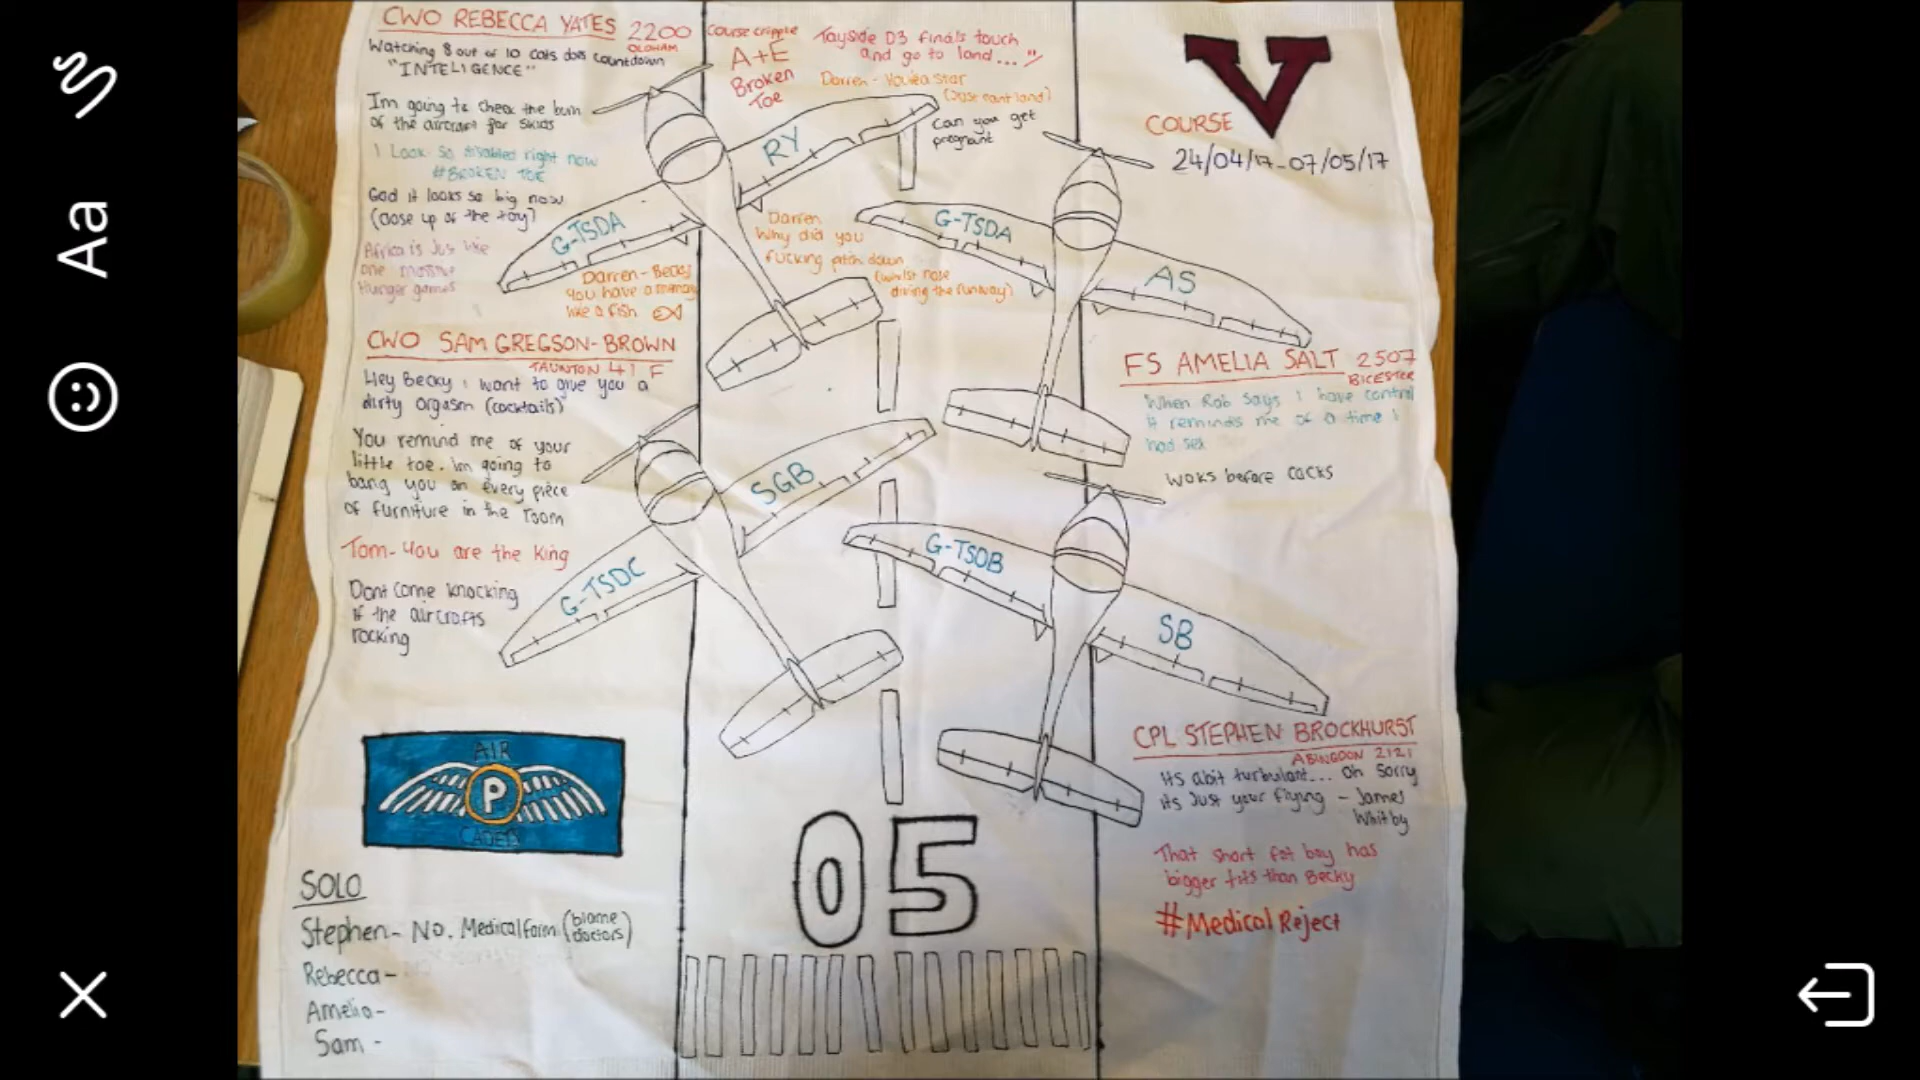 Aa
CWO REBECCA YATES 2200
OLDHAM
Watching 8 out of 10 cats does countdown
"INTELIGENCE"
Im going to check the bum
of the aircraft for skids
I Look so disabled right now
#BROKEN TOE
God it looks so big now
(close up of the toy)
Africa is Jus like
one massive
Hunger games
Darren - Becky
you have a memory
like a fish
Course cripple
A+E
Broken
Toe
Tayside D3 finals touch
and go to land..."
Darren - You're a star
(Jase cant land)
Can you get
pregnant
Darren
Why did you
fucking pitch down
(whilst nose
diving the runway)
RY
G-TSDA
V
COURSE
24/04/17-07/05/17
G-TSDA
AS
CWO SAM GREGSON-BROWN
TAUNTON 41 F
Hey Becky I want to give you a
dirty orgasm (cocktails)
You remind me of your
little toe. Im going to
bang you on every piece
of furniture in the room
Tom - You are the King
Dont come knocking
if the aircrafts
rocking
SGB
G-TSDC
FS AMELIA SALT 2507
BICESTER
When Rob says I have control
it reminds me of a time I
had sex
woks before cocks
G-TSDB
SB
CPL STEPHEN BROCKHURST
ABINGDON 2121
its abit turbulant... Oh Sorry
its Just your flying - James
Whitby
That short fat boy has
bigger tits than Becky
#Medical Reject
AIR
P
CADETS
SOLO
Stephen - No. Medical form (blame
doctors)
Rebecca -
Amelia -
Sam -
05